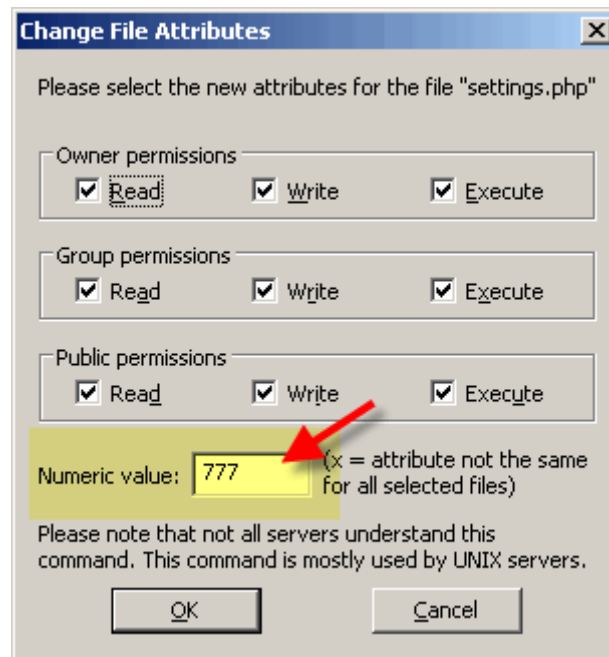 Change File Attributes
Please select the new attributes for the file "settings.php"
Owner permissions
Read Write Execute
Group permissions
Read Write Execute
Public permissions
Read Write Execute
Numeric value: 777 (x = attribute not the same
for all selected files)
Please note that not all servers understand this
command. This command is mostly used by UNIX servers.
OK Cancel